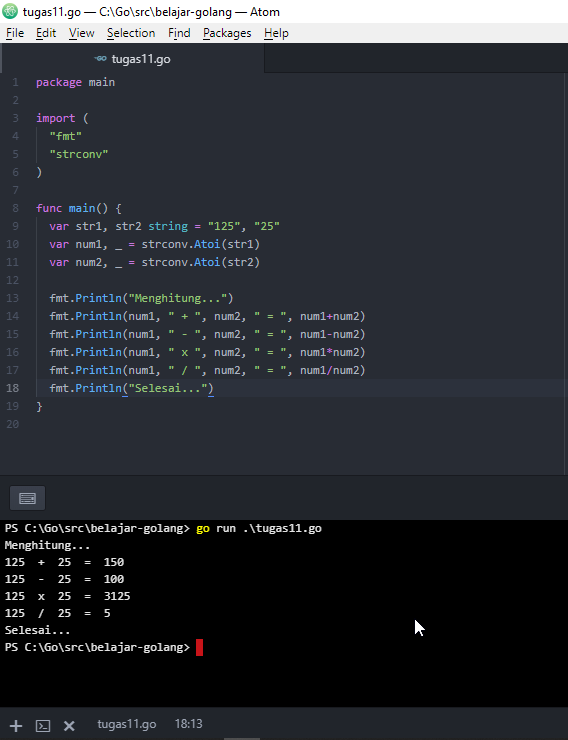 tugas11.go — C:\Go\src\belajar-golang — Atom
File Edit View Selection Find Packages Help
GO tugas11.go
1 package main
2
3 import (
4   "fmt"
5   "strconv"
6 )
7
8 func main() {
9   var str1, str2 string = "125", "25"
10   var num1, _ = strconv.Atoi(str1)
11   var num2, _ = strconv.Atoi(str2)
12
13   fmt.Println("Menghitung...")
14   fmt.Println(num1, " + ", num2, " = ", num1+num2)
15   fmt.Println(num1, " - ", num2, " = ", num1-num2)
16   fmt.Println(num1, " x ", num2, " = ", num1*num2)
17   fmt.Println(num1, " / ", num2, " = ", num1/num2)
18   fmt.Println("Selesai...")
19 }
20
PS C:\Go\src\belajar-golang> go run .\tugas11.go
Menghitung...
125  +  25  =  150
125  -  25  =  100
125  x  25  =  3125
125  /  25  =  5
Selesai...
PS C:\Go\src\belajar-golang>
tugas11.go 18:13